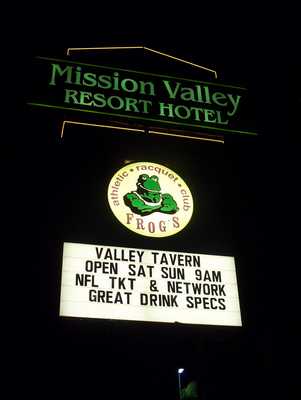 Mission Valley
RESORT HOTEL
athletic • racquet • club
FROG'S
VALLEY TAVERN
OPEN SAT SUN 9AM
NFL TKT & NETWORK
GREAT DRINK SPECS